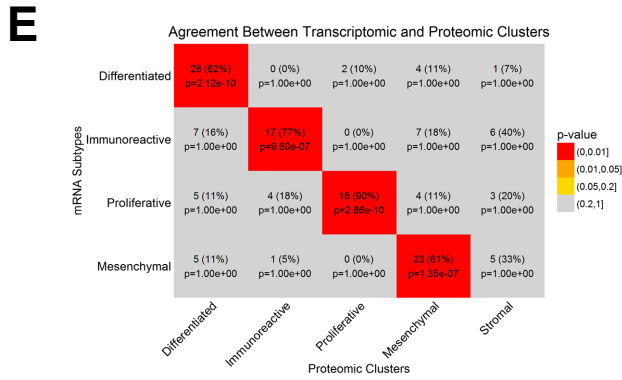 E
Agreement Between Transcriptomic and Proteomic Clusters
mRNA Subtypes
Differentiated
28 (62%) 0 (0%) 2 (10%) 4 (11%) 1 (7%)
p=2.12e-10 p=1.00e+00 p=1.00e+00 p=1.00e+00 p=1.00e+00
Immunoreactive
7 (16%) 17 (77%) 0 (0%) 7 (18%) 6 (40%)
p=1.00e+00 p=9.60e-07 p=1.00e+00 p=1.00e+00 p=1.00e+00
Proliferative
5 (11%) 4 (18%) 18 (90%) 4 (11%) 3 (20%)
p=1.00e+00 p=1.00e+00 p=2.86e-10 p=1.00e+00 p=1.00e+00
Mesenchymal
5 (11%) 1 (5%) 0 (0%) 23 (61%) 5 (33%)
p=1.00e+00 p=1.00e+00 p=1.00e+00 p=1.35e-07 p=1.00e+00
Differentiated Immunoreactive Proliferative Mesenchymal Stromal
Proteomic Clusters
p-value
(0,0.01]
(0.01,0.05]
(0.05,0.2]
(0.2,1]